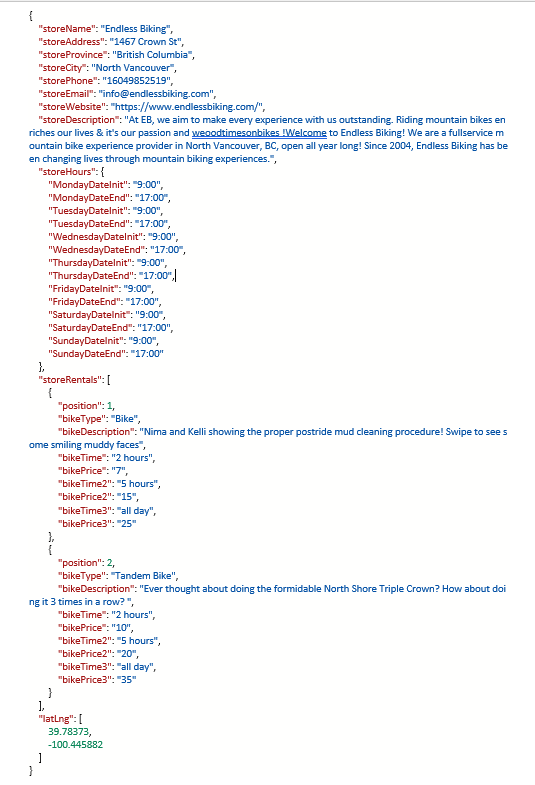 {
"storeName": "Endless Biking",
"storeAddress": "1467 Crown St",
"storeProvince": "British Columbia",
"storeCity": "North Vancouver",
"storePhone": "16049852519",
"storeEmail": "info@endlessbiking.com",
"storeWebsite": "https://www.endlessbiking.com/",
"storeDescription": "At EB, we aim to make every experience with us outstanding. Riding mountain bikes en
riches our lives & it's our passion and weoodtimesonbikes !Welcome to Endless Biking! We are a fullservice m
ountain bike experience provider in North Vancouver, BC, open all year long! Since 2004, Endless Biking has be
en changing lives through mountain biking experiences.",
"storeHours": {
"MondayDateInit": "9:00",
"MondayDateEnd": "17:00",
"TuesdayDateInit": "9:00",
"TuesdayDateEnd": "17:00",
"WednesdayDateInit": "9:00",
"WednesdayDateEnd": "17:00",
"ThursdayDateInit": "9:00",
"ThursdayDateEnd": "17:00",
"FridayDateInit": "9:00",
"FridayDateEnd": "17:00",
"SaturdayDateInit": "9:00",
"SaturdayDateEnd": "17:00",
"SundayDateInit": "9:00",
"SundayDateEnd": "17:00"
},
"storeRentals": [
{
"position": 1,
"bikeType": "Bike",
"bikeDescription": "Nima and Kelli showing the proper postride mud cleaning procedure! Swipe to see s
ome smiling muddy faces",
"bikeTime": "2 hours",
"bikePrice": "7",
"bikeTime2": "5 hours",
"bikePrice2": "15",
"bikeTime3": "all day",
"bikePrice3": "25"
},
{
"position": 2,
"bikeType": "Tandem Bike",
"bikeDescription": "Ever thought about doing the formidable North Shore Triple Crown? How about doi
ng it 3 times in a row? ",
"bikeTime": "2 hours",
"bikePrice": "10",
"bikeTime2": "5 hours",
"bikePrice2": "20",
"bikeTime3": "all day",
"bikePrice3": "35"
}
],
"latLng": [
39.78373,
-100.445882
]
}